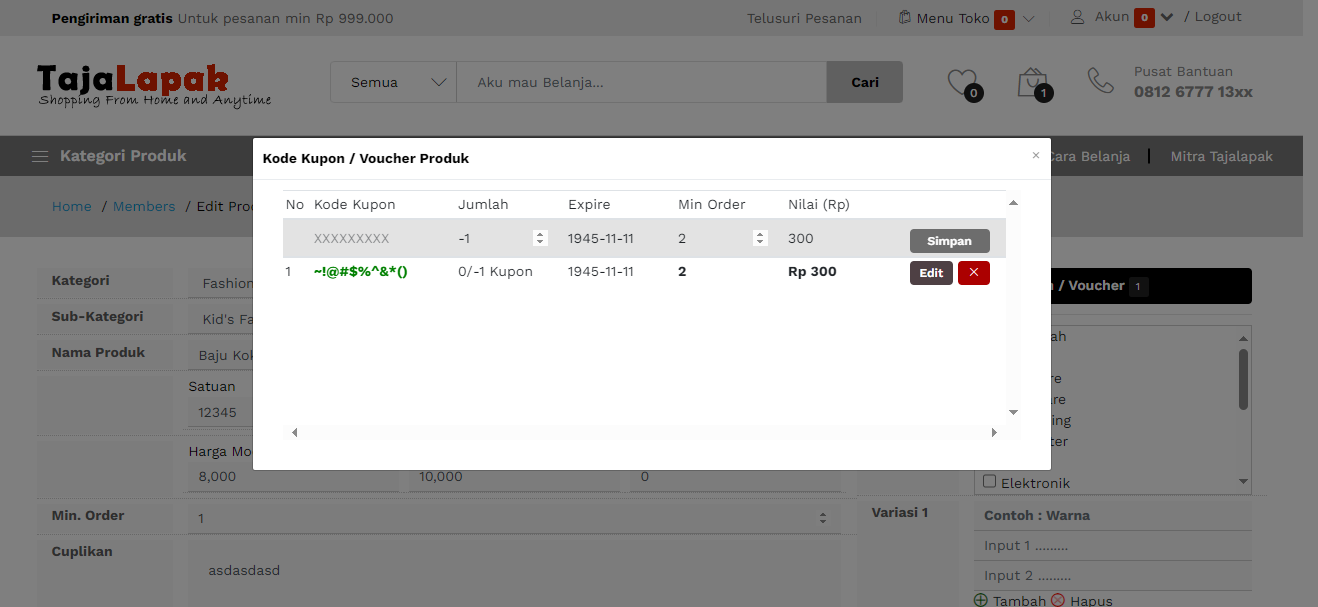 Pengiriman gratis Untuk pesanan min Rp 999.000
Telusuri Pesanan
Menu Toko 0
Akun 0 / Logout
TajaLapak
Shopping From Home and Anytime
Semua
Aku mau Belanja...
Cari
0
1
Pusat Bantuan
0812 6777 13xx
Kategori Produk
Cara Belanja | Mitra Tajalapak
Home / Members / Edit Pro
Kode Kupon / Voucher Produk ×
No Kode Kupon Jumlah Expire Min Order Nilai (Rp)
XXXXXXXXX -1 1945-11-11 2 300 Simpan
1 ~!@#$%^&*() 0/-1 Kupon 1945-11-11 2 Rp 300 Edit ×
Kategori Fashion
Sub-Kategori Kid's Fa
Nama Produk Baju Kok
Satuan
12345
Harga Mo
8,000 10,000 0
Min. Order 1
Cuplikan
asdasdasd
/ Voucher 1
ah
re
are
ing
ter
Elektronik
Variasi 1
Contoh : Warna
Input 1 .........
Input 2 .........
Tambah Hapus